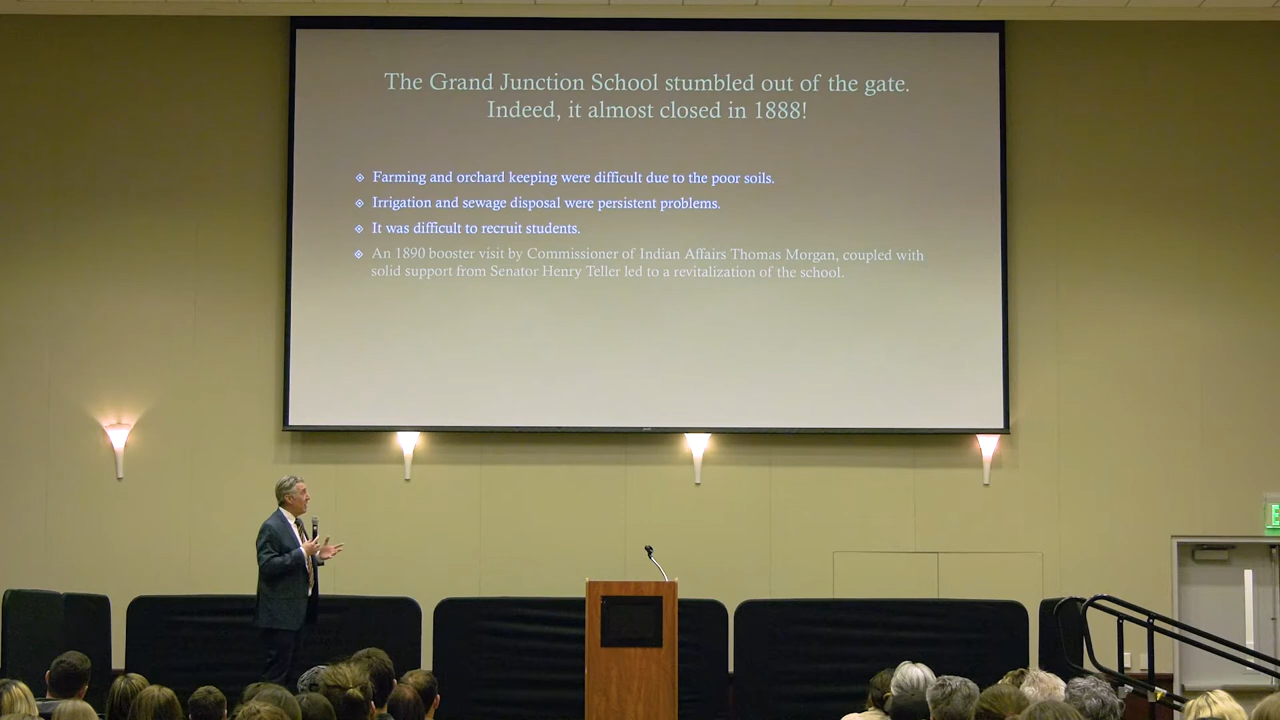 The Grand Junction School stumbled out of the gate.
Indeed, it almost closed in 1888!
Farming and orchard keeping were difficult due to the poor soils.
Irrigation and sewage disposal were persistent problems.
It was difficult to recruit students.
An 1890 booster visit by Commissioner of Indian Affairs Thomas Morgan, coupled with
solid support from Senator Henry Teller led to a revitalization of the school.